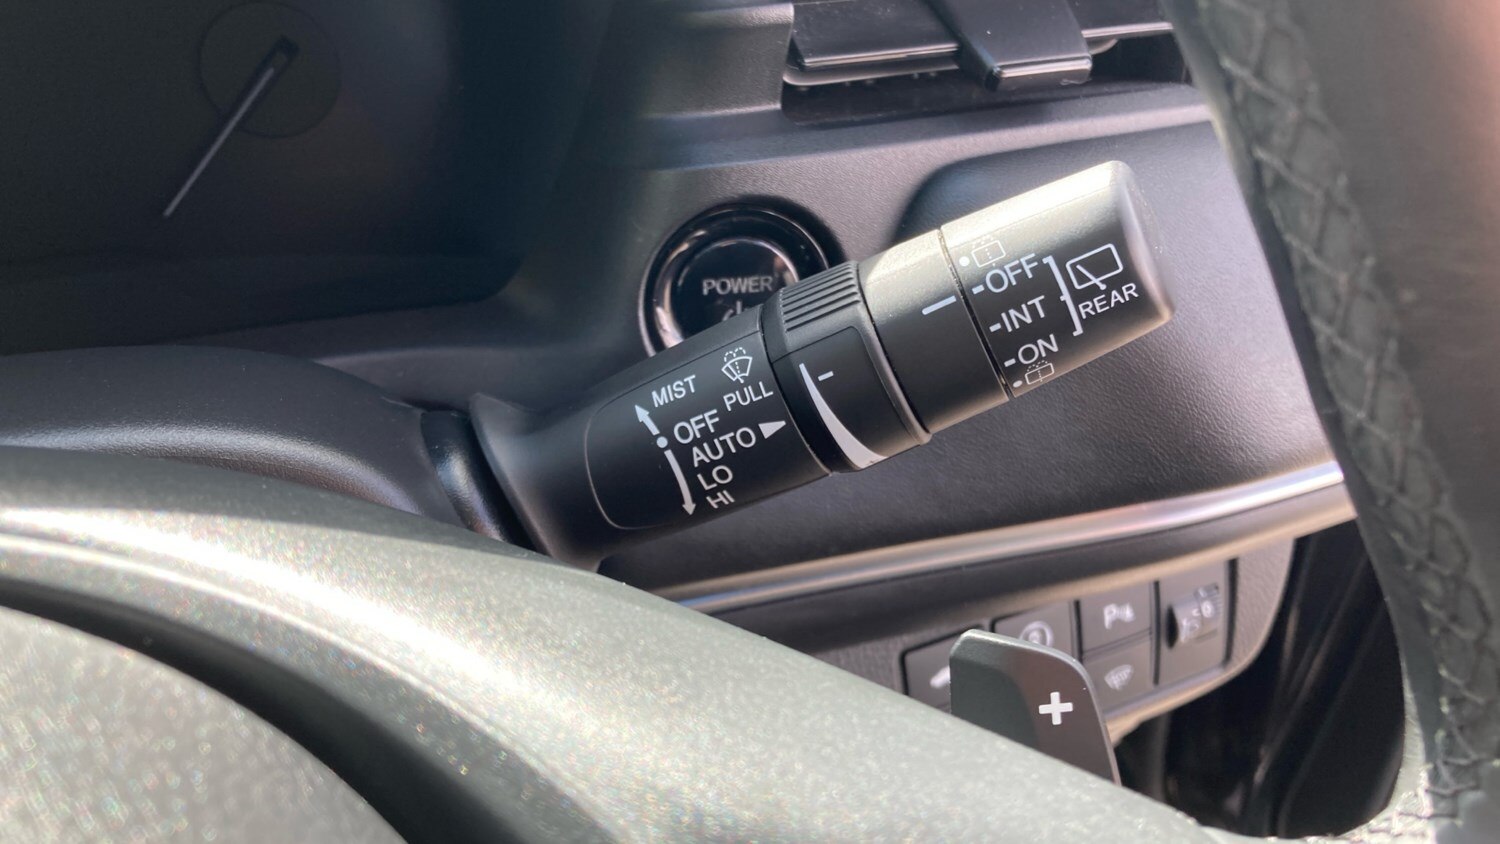 POWER
MIST
PULL
OFF
AUTO
LO
HI
-
OFF
INT
ON
REAR
P
+